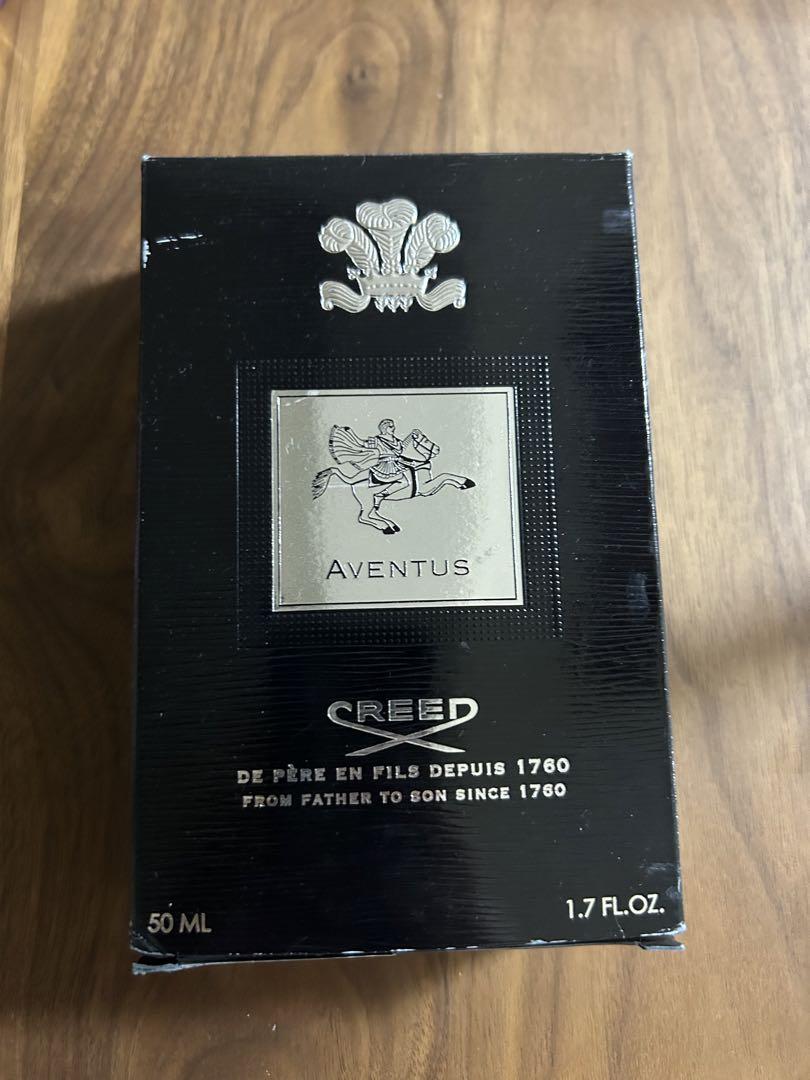 AVENTUS
CREED
DE PÈRE EN FILS DEPUIS 1760
FROM FATHER TO SON SINCE 1760
50 ML
1.7 FL.OZ.